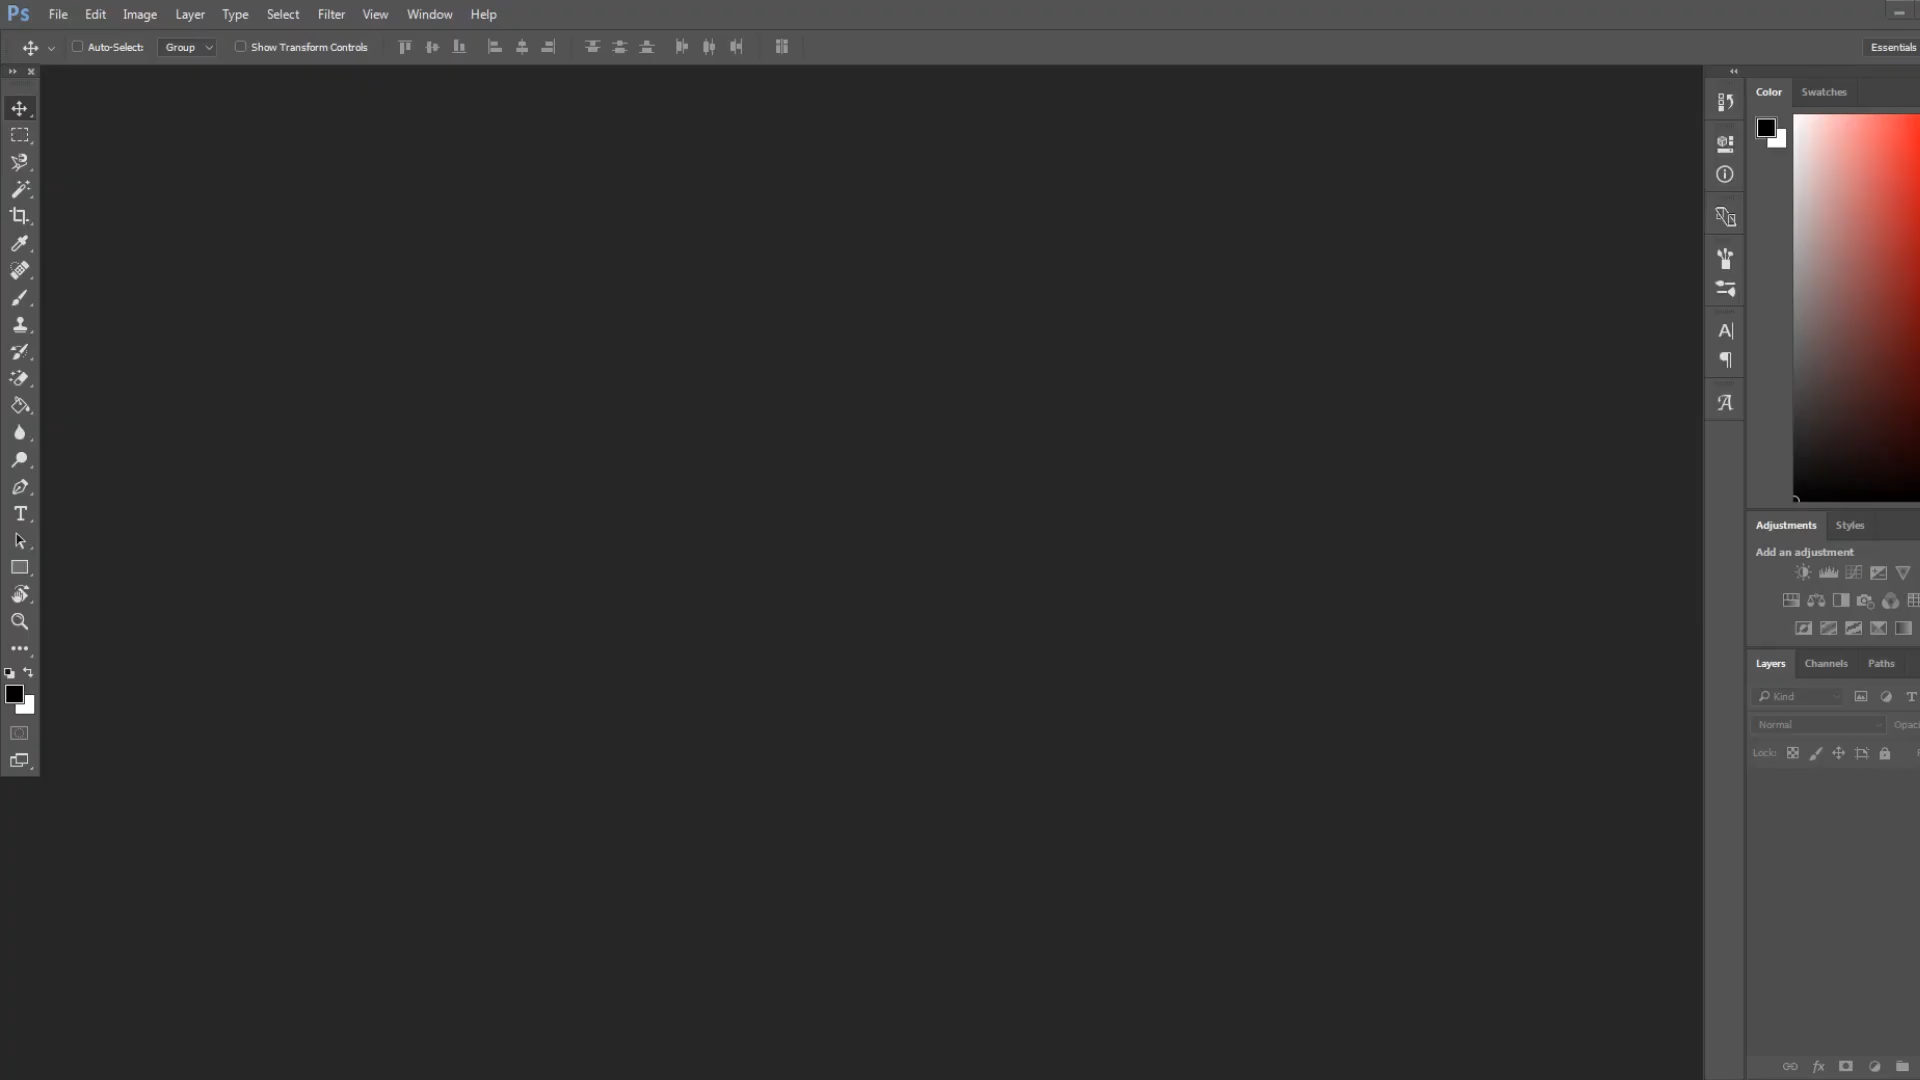 Ps File Edit Image Layer Type Select Filter View Window Help
Auto-Select: Group Show Transform Controls Essentials
Color Swatches
Adjustments Styles
Add an adjustment
Layers Channels Paths
Kind
Normal Opaci
Lock: